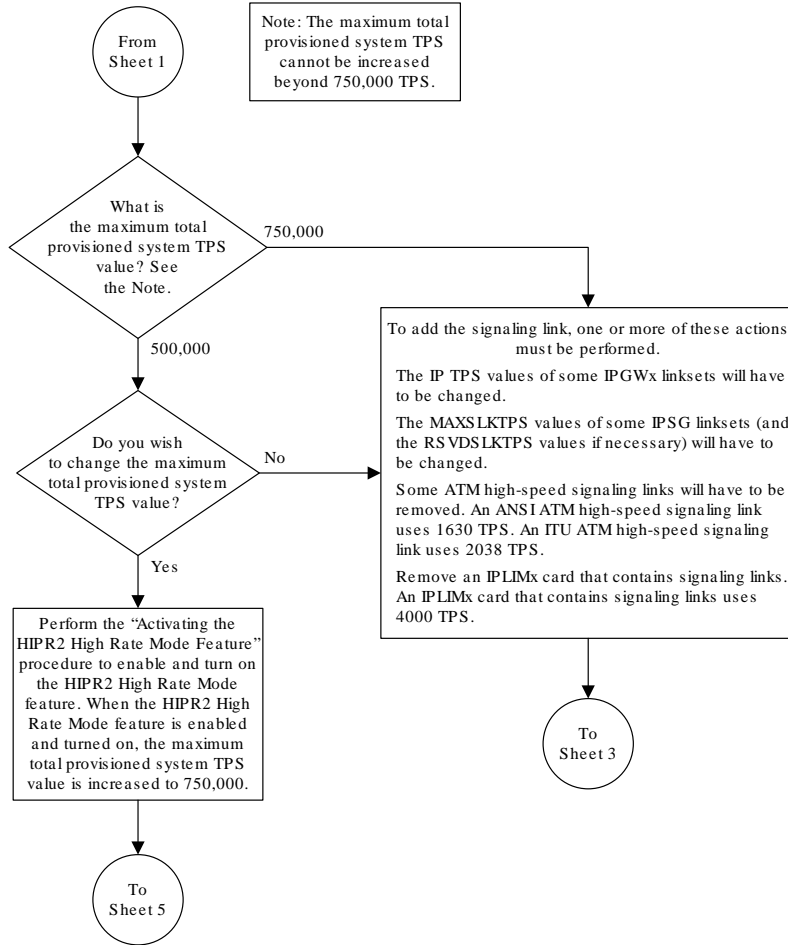 From
Sheet 1
Note: The maximum total
provisioned system TPS
cannot be increased
beyond 750,000 TPS.
What is
the maximum total
provisioned system TPS
value? See
the Note.
750,000
500,000
To add the signaling link, one or more of these actions
must be performed.
The IP TPS values of some IPGWx linksets will have
to be changed.
The MAXSLKTPS values of some IPSG linksets (and
the RSVDSLKTPS values if necessary) will have to
be changed.
Some ATM high-speed signaling links will have to be
removed. An ANSI ATM high-speed signaling link
uses 1630 TPS. An ITU ATM high-speed signaling
link uses 2038 TPS.
Remove an IPLIMx card that contains signaling links.
An IPLIMx card that contains signaling links uses
4000 TPS.
Do you wish
to change the maximum
total provisioned system
TPS value?
No
Yes
Perform the “Activating the
HIPR2 High Rate Mode Feature”
procedure to enable and turn on
the HIPR2 High Rate Mode
feature. When the HIPR2 High
Rate Mode feature is enabled
and turned on, the maximum
total provisioned system TPS
value is increased to 750,000.
To
Sheet 3
To
Sheet 5